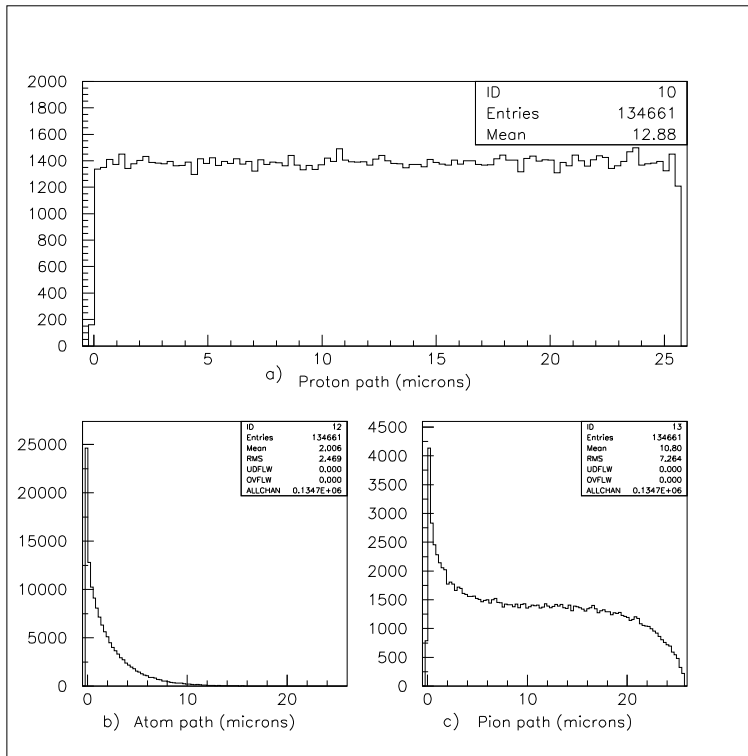 2000
1800
1600
1400
1200
1000
800
600
400
200
0
ID 10
Entries 134661
Mean 12.88
0 5 10 15 20 25
a) Proton path (microns)
25000
20000
15000
10000
5000
0
ID 12
Entries 134661
Mean 2.006
RMS 2.469
UDFLW 0.000
OVFLW 0.000
ALLCHAN 0.1347E+06
0 10 20
b) Atom path (microns)
4500
4000
3500
3000
2500
2000
1500
1000
500
0
ID 13
Entries 134661
Mean 10.80
RMS 7.264
UDFLW 0.000
OVFLW 0.000
ALLCHAN 0.1347E+06
0 10 20
c) Pion path (microns)